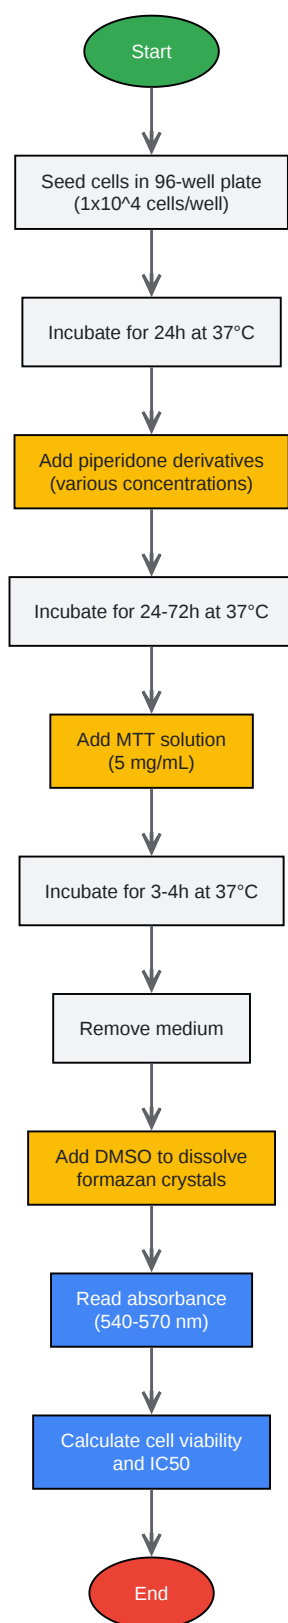 Start
Seed cells in 96-well plate
(1x10^4 cells/well)
Incubate for 24h at 37°C
Add piperidone derivatives
(various concentrations)
Incubate for 24-72h at 37°C
Add MTT solution
(5 mg/mL)
Incubate for 3-4h at 37°C
Remove medium
Add DMSO to dissolve
formazan crystals
Read absorbance
(540-570 nm)
Calculate cell viability
and IC50
End